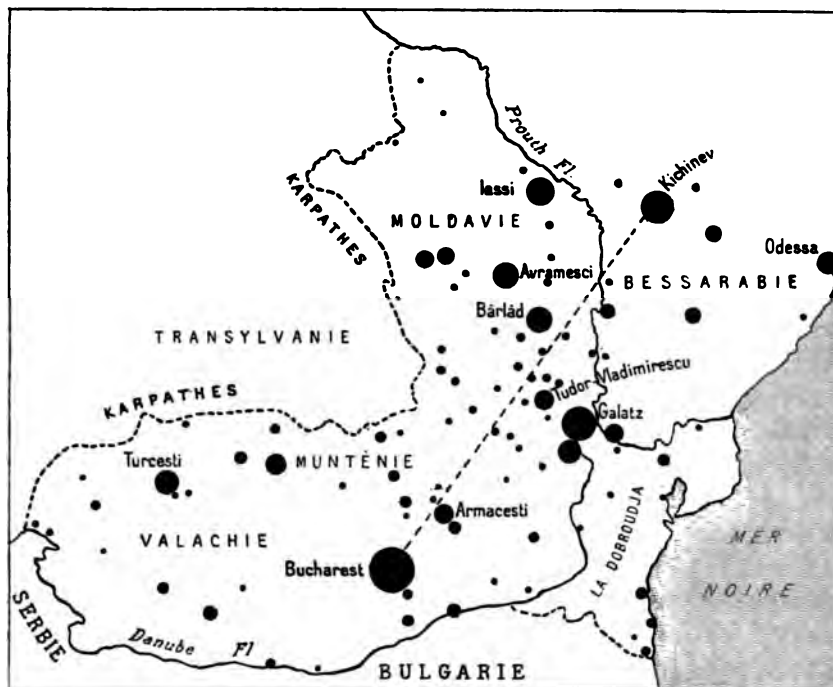 Prouth Fl.
Iassi
Kichinev
KARPATHES
MOLDAVIE
Odessa
Avramesci
BESSARABIE
Bárlád
TRANSYLVANIE
Tudor-Vladimirescu
KARPATHES
Galatz
Turcesti
MUNTÉNIE
Armacesti
VALACHIE
LA DOBROUDJA
MER
NOIRE
Bucharest
SERBIE
Danube Fl
BULGARIE